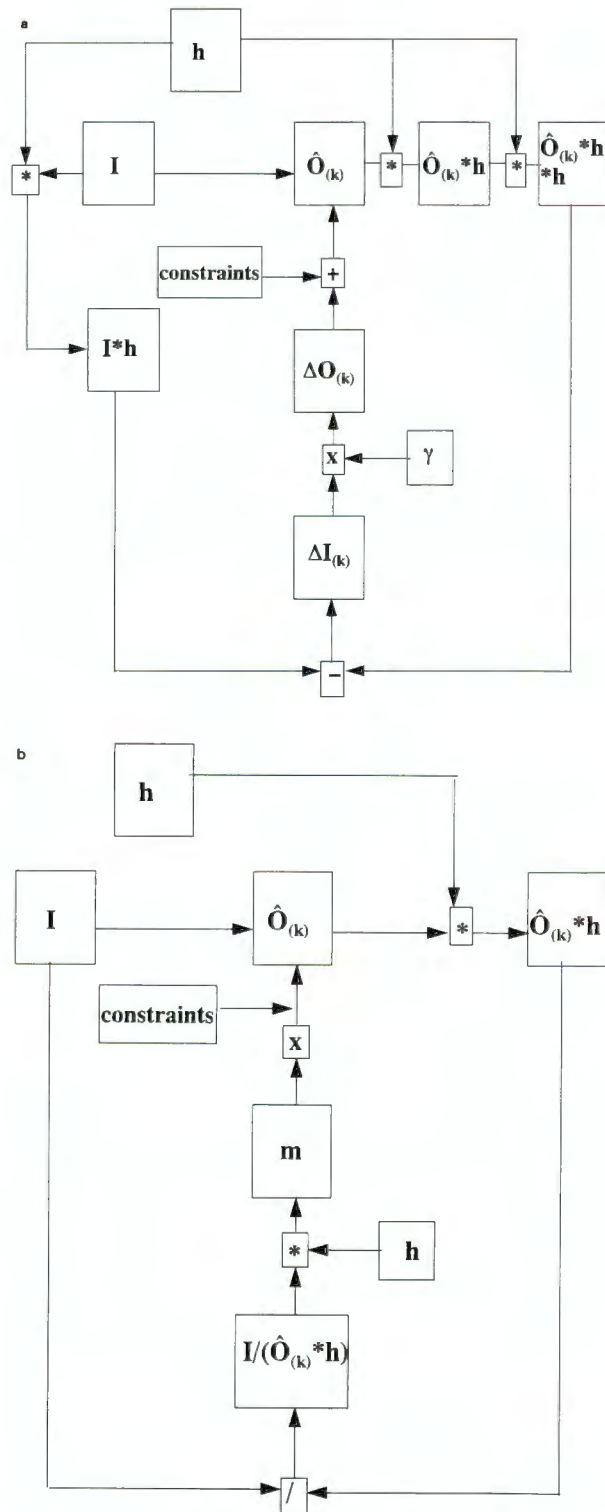 a
h
*
I
Ô(k)
*
Ô(k)*h
*
Ô(k)*h
*h
constraints
+
I*h
ΔO(k)
x
γ
ΔI(k)
–
b
h
I
Ô(k)
*
Ô(k)*h
constraints
x
m
*
h
I/(Ô(k)*h)
/